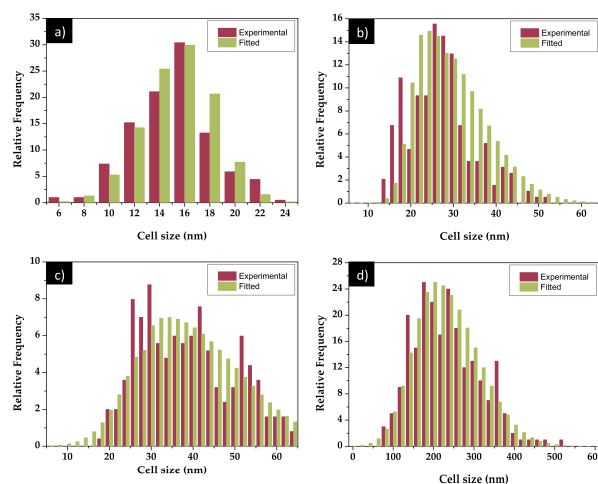 a)
35
30
25
20
15
10
5
0
Relative Frequency
Experimental
Fitted
6 8 10 12 14 16 18 20 22 24
Cell size (nm)
b)
16
14
12
10
8
6
4
2
0
Relative Frequency
Experimental
Fitted
10 20 30 40 50 60
Cell size (nm)
c)
10
8
6
4
2
0
Relative Frequency
Experimental
Fitted
10 20 30 40 50 60
Cell size (nm)
d)
28
24
20
16
12
8
4
0
Relative Frequency
Experimental
Fitted
0 100 200 300 400 500 600
Cell size (nm)